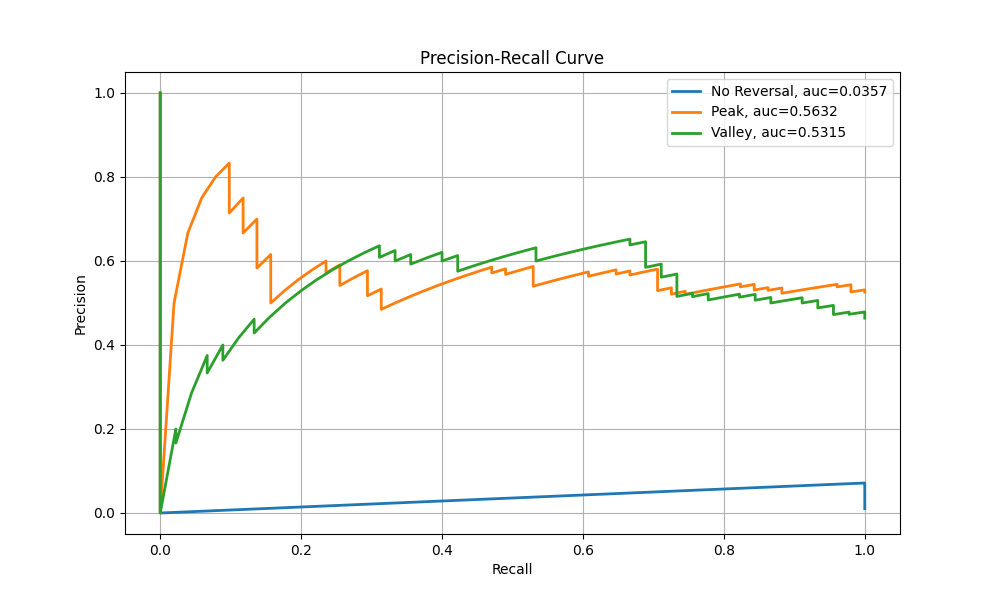 Precision-Recall Curve
No Reversal, auc=0.0357
Peak, auc=0.5632
Valley, auc=0.5315
Precision
1.0
0.8
0.6
0.4
0.2
0.0
0.0 0.2 0.4 0.6 0.8 1.0
Recall